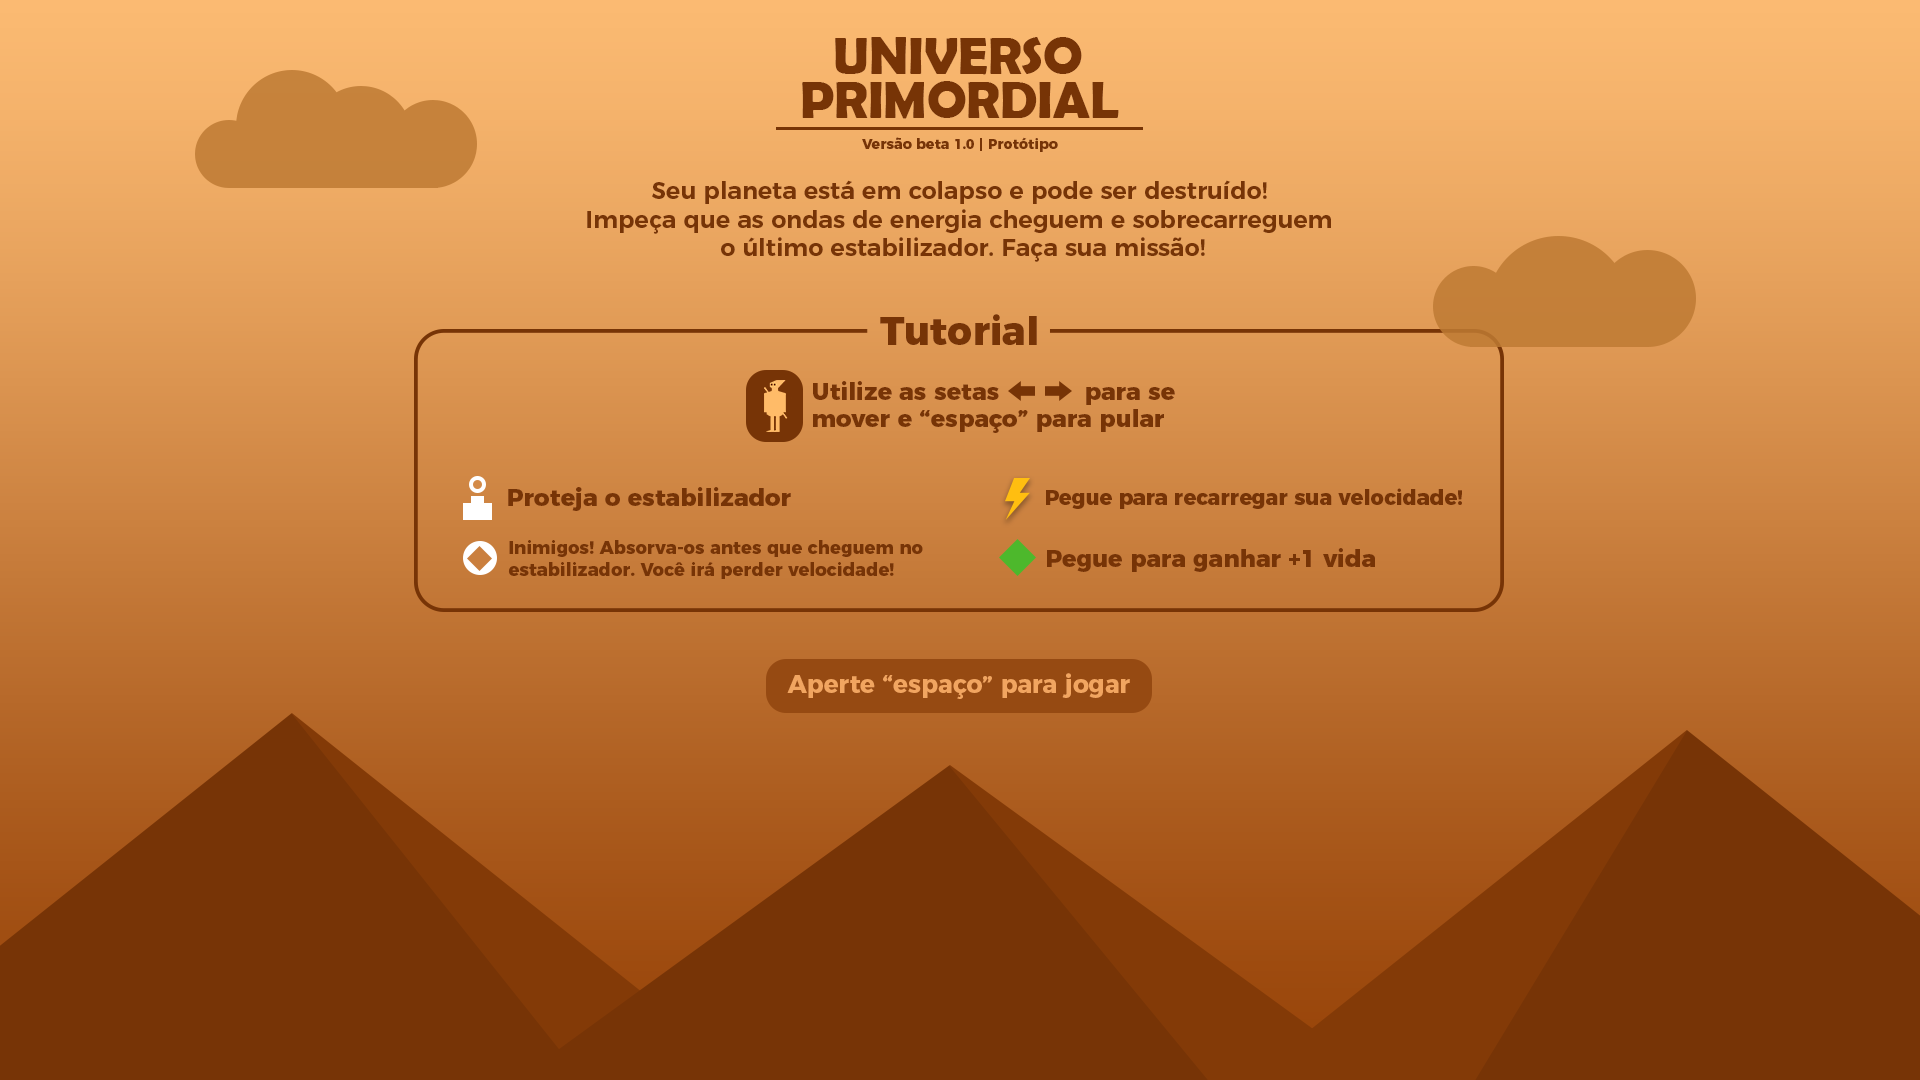 UNIVERSO
PRIMORDIAL
Versão beta 1.0 | Protótipo
Seu planeta está em colapso e pode ser destruído!
Impeça que as ondas de energia cheguem e sobrecarreguem
o último estabilizador. Faça sua missão!
Tutorial
Utilize as setas para se
mover e “espaço” para pular
Proteja o estabilizador
Pegue para recarregar sua velocidade!
Inimigos! Absorva-os antes que cheguem no
estabilizador. Você irá perder velocidade!
Pegue para ganhar +1 vida
Aperte “espaço” para jogar